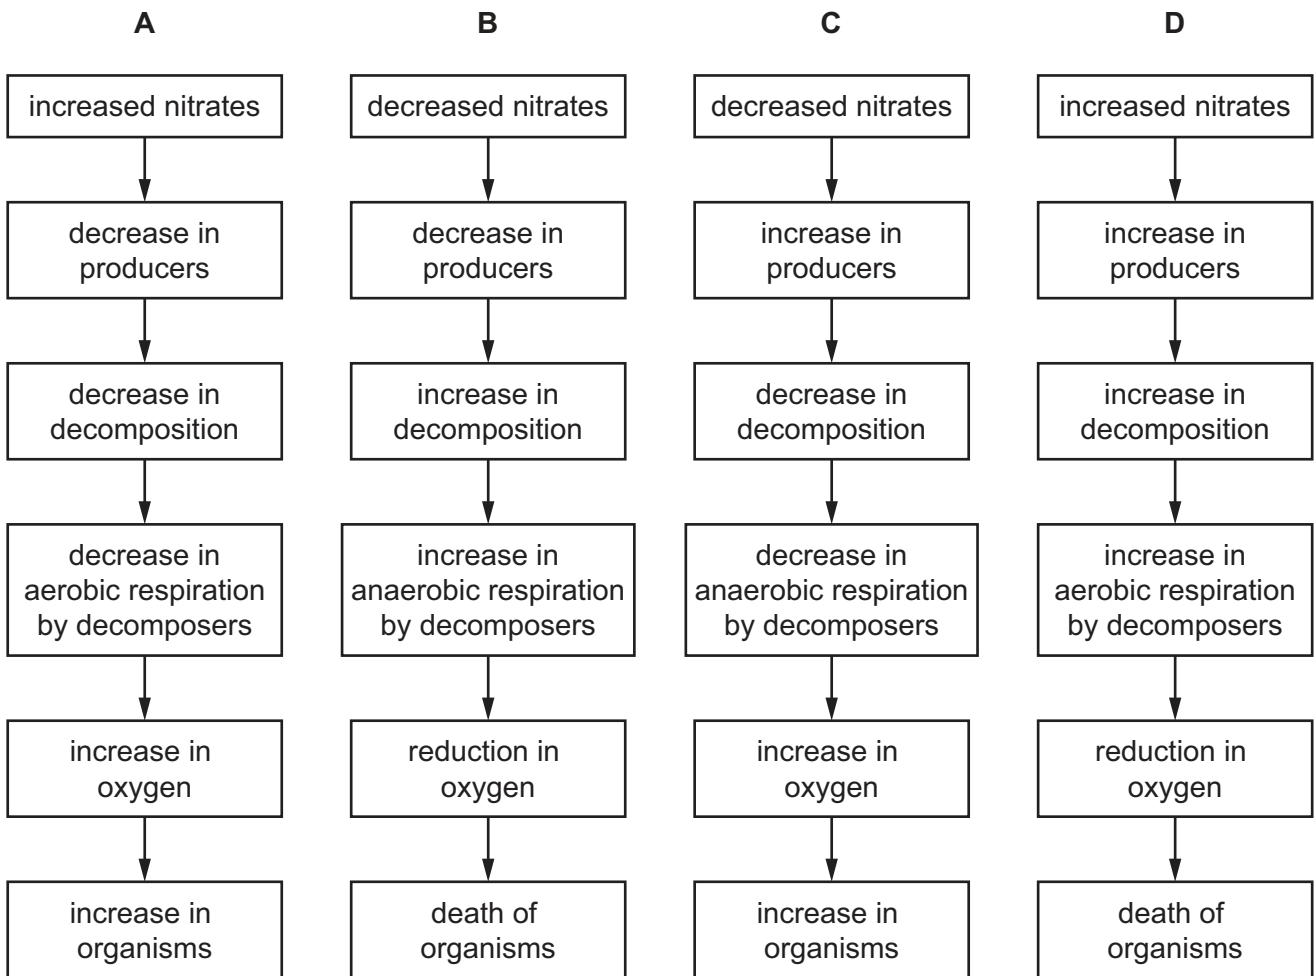 A
B
C
D
increased nitrates
decrease in
producers
decrease in
decomposition
decrease in
aerobic respiration
by decomposers
increase in
oxygen
increase in
organisms
decreased nitrates
decrease in
producers
increase in
decomposition
increase in
anaerobic respiration
by decomposers
reduction in
oxygen
death of
organisms
decreased nitrates
increase in
producers
decrease in
decomposition
decrease in
anaerobic respiration
by decomposers
increase in
oxygen
increase in
organisms
increased nitrates
increase in
producers
increase in
decomposition
increase in
aerobic respiration
by decomposers
reduction in
oxygen
death of
organisms